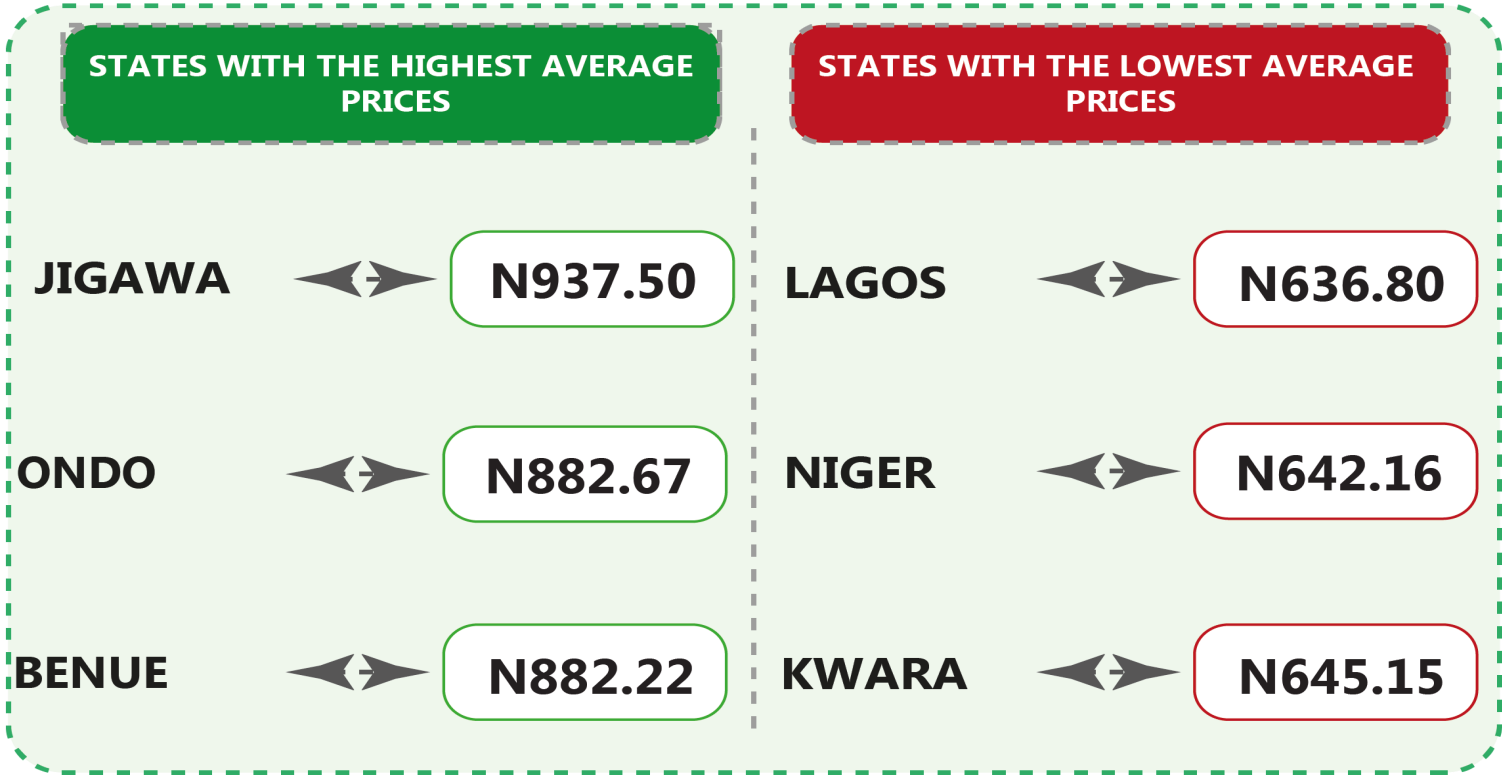 STATES WITH THE HIGHEST AVERAGE
PRICES
JIGAWA
N937.50
ONDO
N882.67
BENUE
N882.22
STATES WITH THE LOWEST AVERAGE
PRICES
LAGOS
N636.80
NIGER
N642.16
KWARA
N645.15